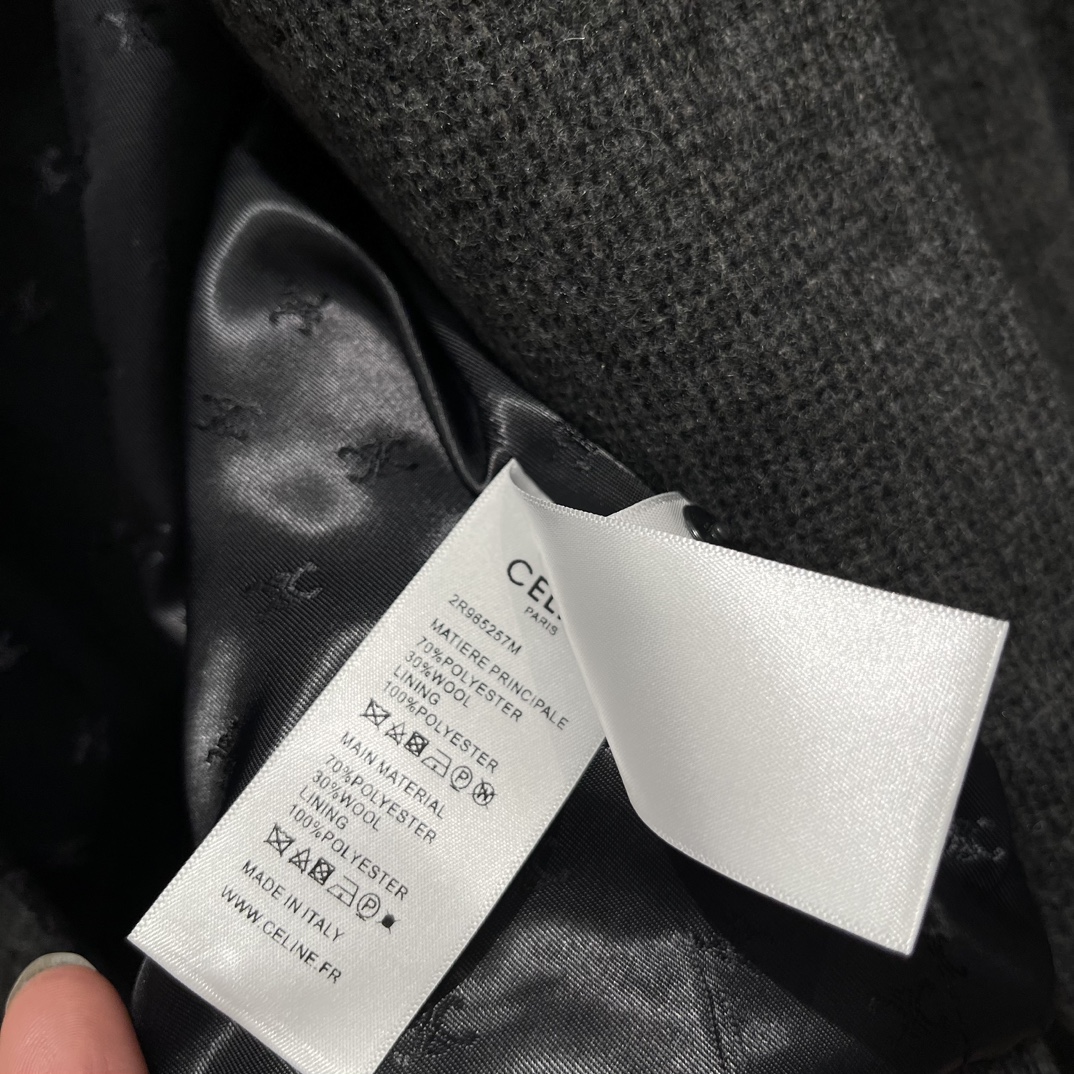 CEL
PARIS
2R965257M
MATIERE PRINCIPALE
70%POLYESTER
30%WOOL
LINING
100%POLYESTER
P W
MAIN MATERIAL
70%POLYESTER
30%WOOL
LINING
100%POLYESTER
P
MADE IN ITALY
WWW.CELINE.FR